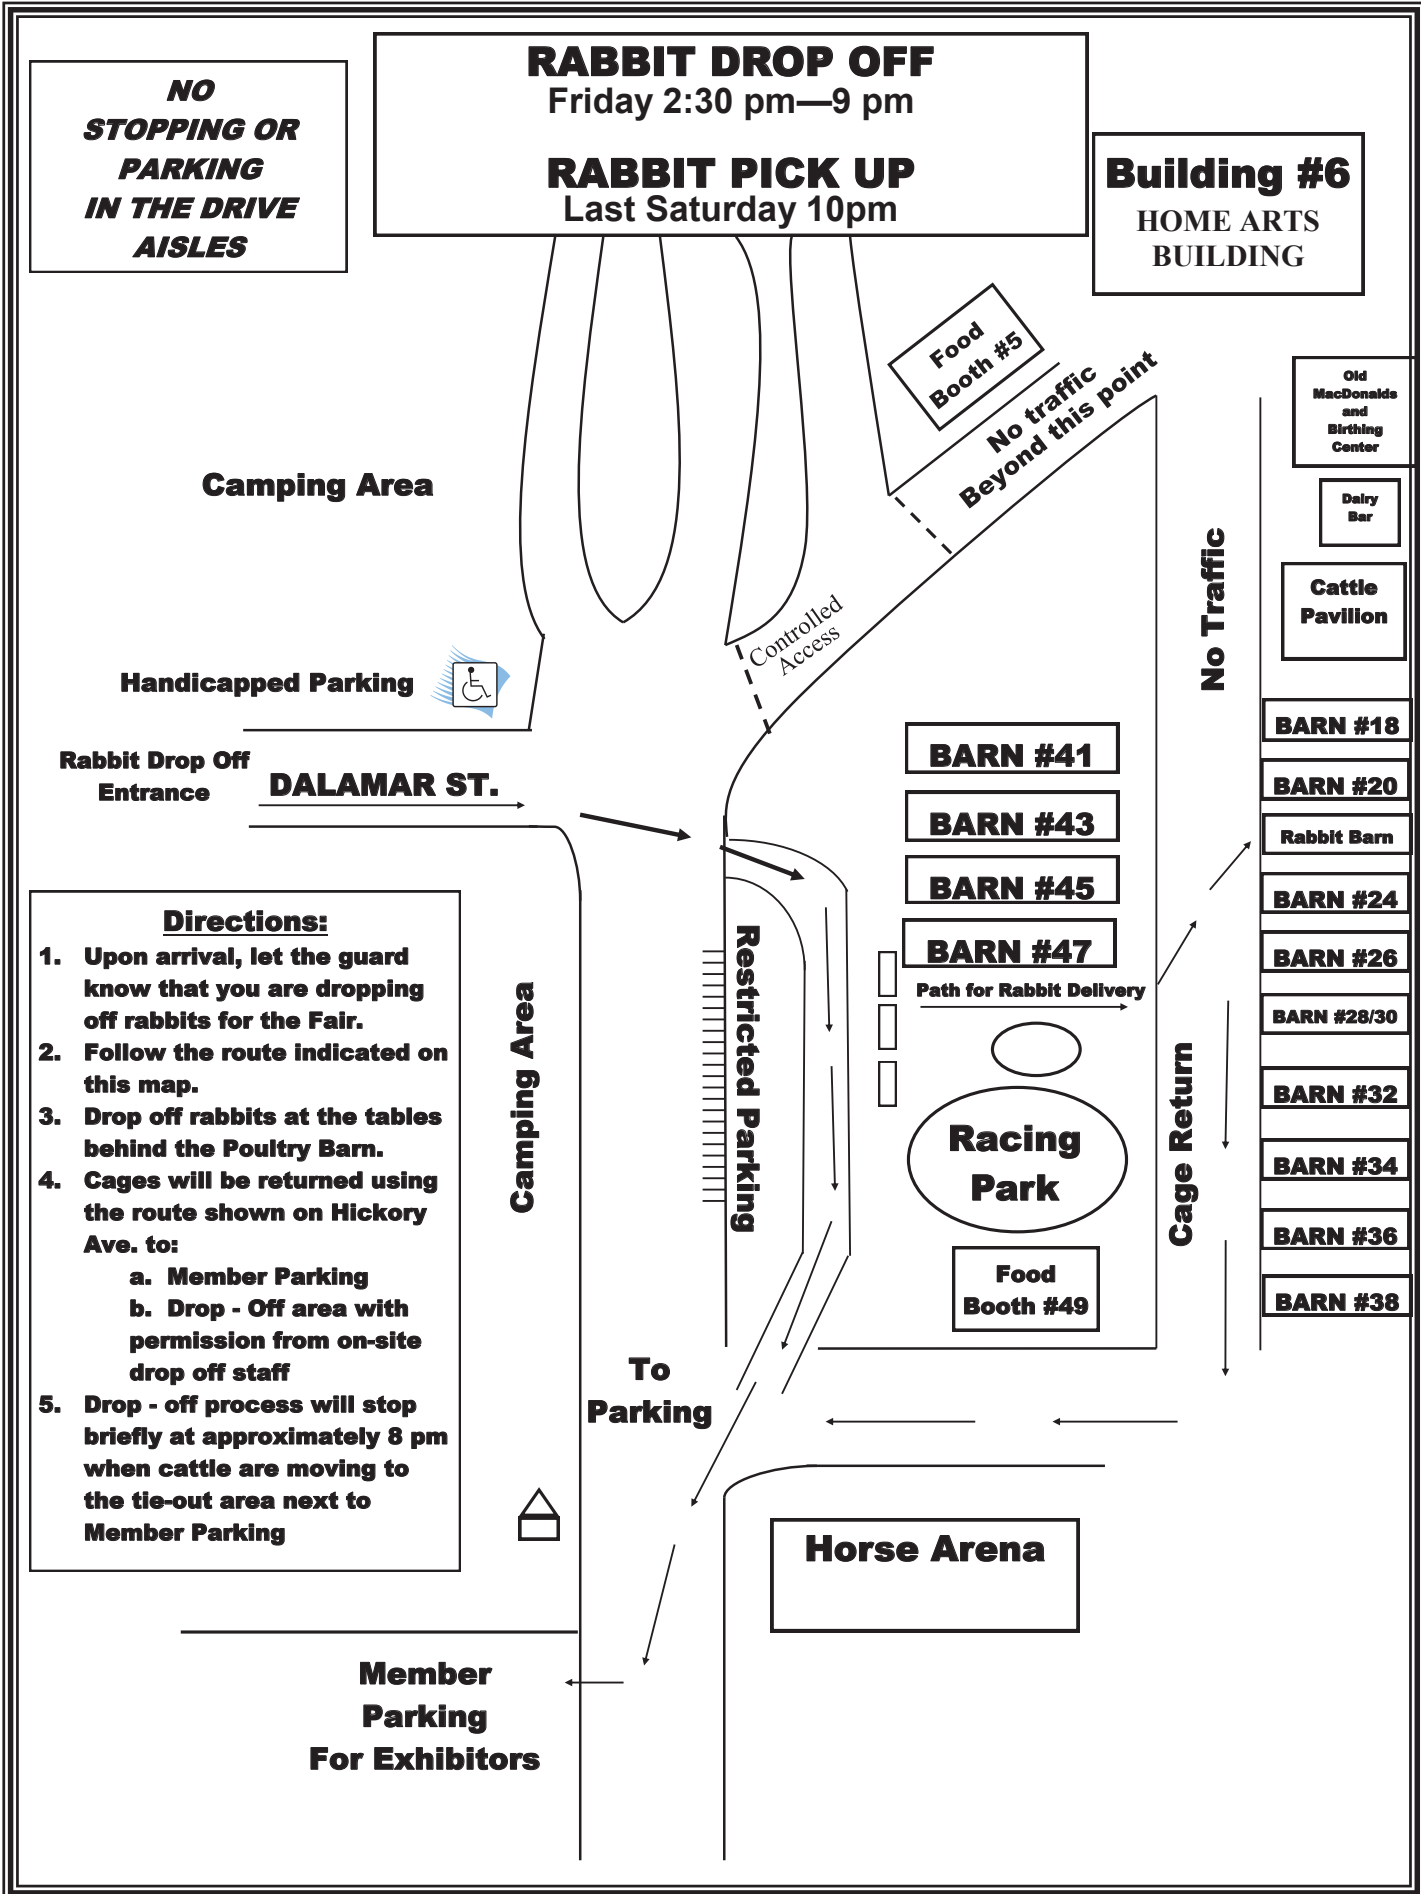 NO
STOPPING OR
PARKING
IN THE DRIVE
AISLES
RABBIT DROP OFF
Friday 2:30 pm—9 pm
RABBIT PICK UP
Last Saturday 10pm
Building #6
HOME ARTS
BUILDING
Food
Booth #5
No traffic
Beyond this point
Old
MacDonalds
and
Birthing
Center
Dairy
Bar
Cattle
Pavilion
No Traffic
Camping Area
Controlled
Access
Handicapped Parking
Rabbit Drop Off
Entrance
DALAMAR ST.
BARN #41
BARN #43
BARN #45
BARN #47
Path for Rabbit Delivery
BARN #18
BARN #20
Rabbit Barn
BARN #24
BARN #26
BARN #28/30
BARN #32
BARN #34
BARN #36
BARN #38
Directions:
1. Upon arrival, let the guard
know that you are dropping
off rabbits for the Fair.
2. Follow the route indicated on
this map.
3. Drop off rabbits at the tables
behind the Poultry Barn.
4. Cages will be returned using
the route shown on Hickory
Ave. to:
a. Member Parking
b. Drop - Off area with
permission from on-site
drop off staff
5. Drop - off process will stop
briefly at approximately 8 pm
when cattle are moving to
the tie-out area next to
Member Parking
Camping Area
Restricted Parking
Racing
Park
Cage Return
Food
Booth #49
To
Parking
Horse Arena
Member
Parking
For Exhibitors